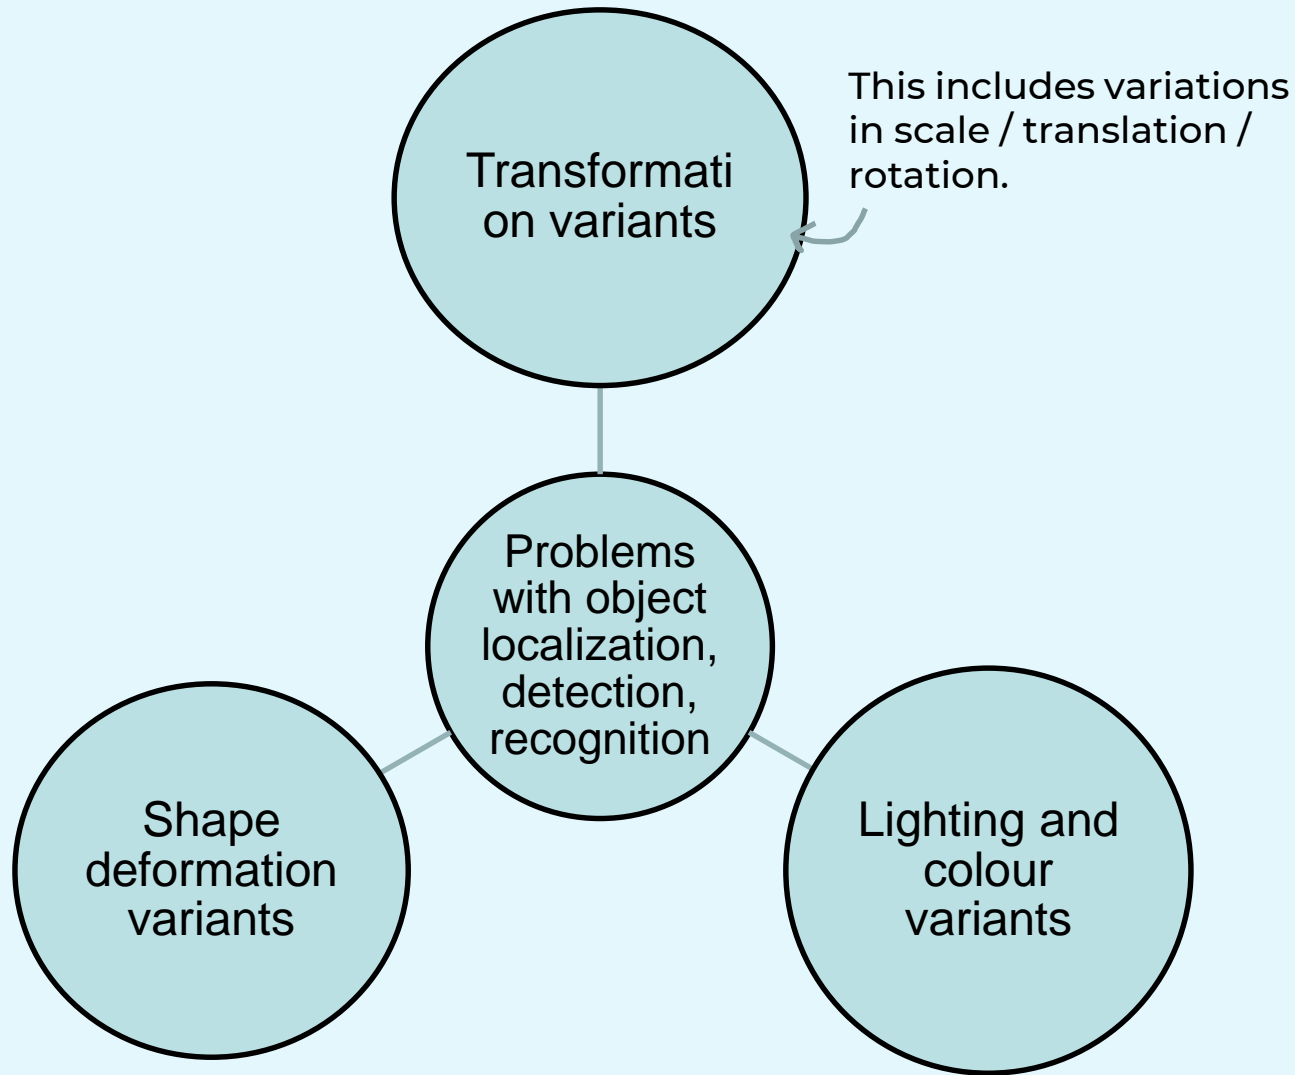 Transformati
on variants
This includes variations
in scale / translation /
rotation.
Problems
with object
localization,
detection,
recognition
Shape
deformation
variants
Lighting and
colour
variants